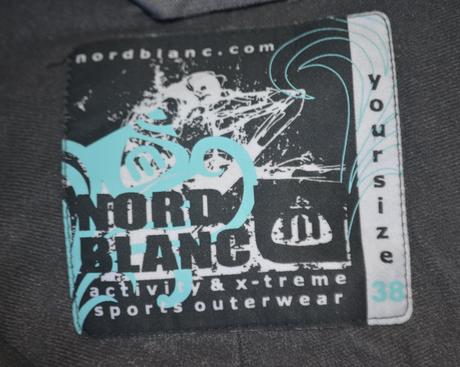 nordblanc.com
NORD
BLANC
activity & x-treme
sports outerwear
your size
38